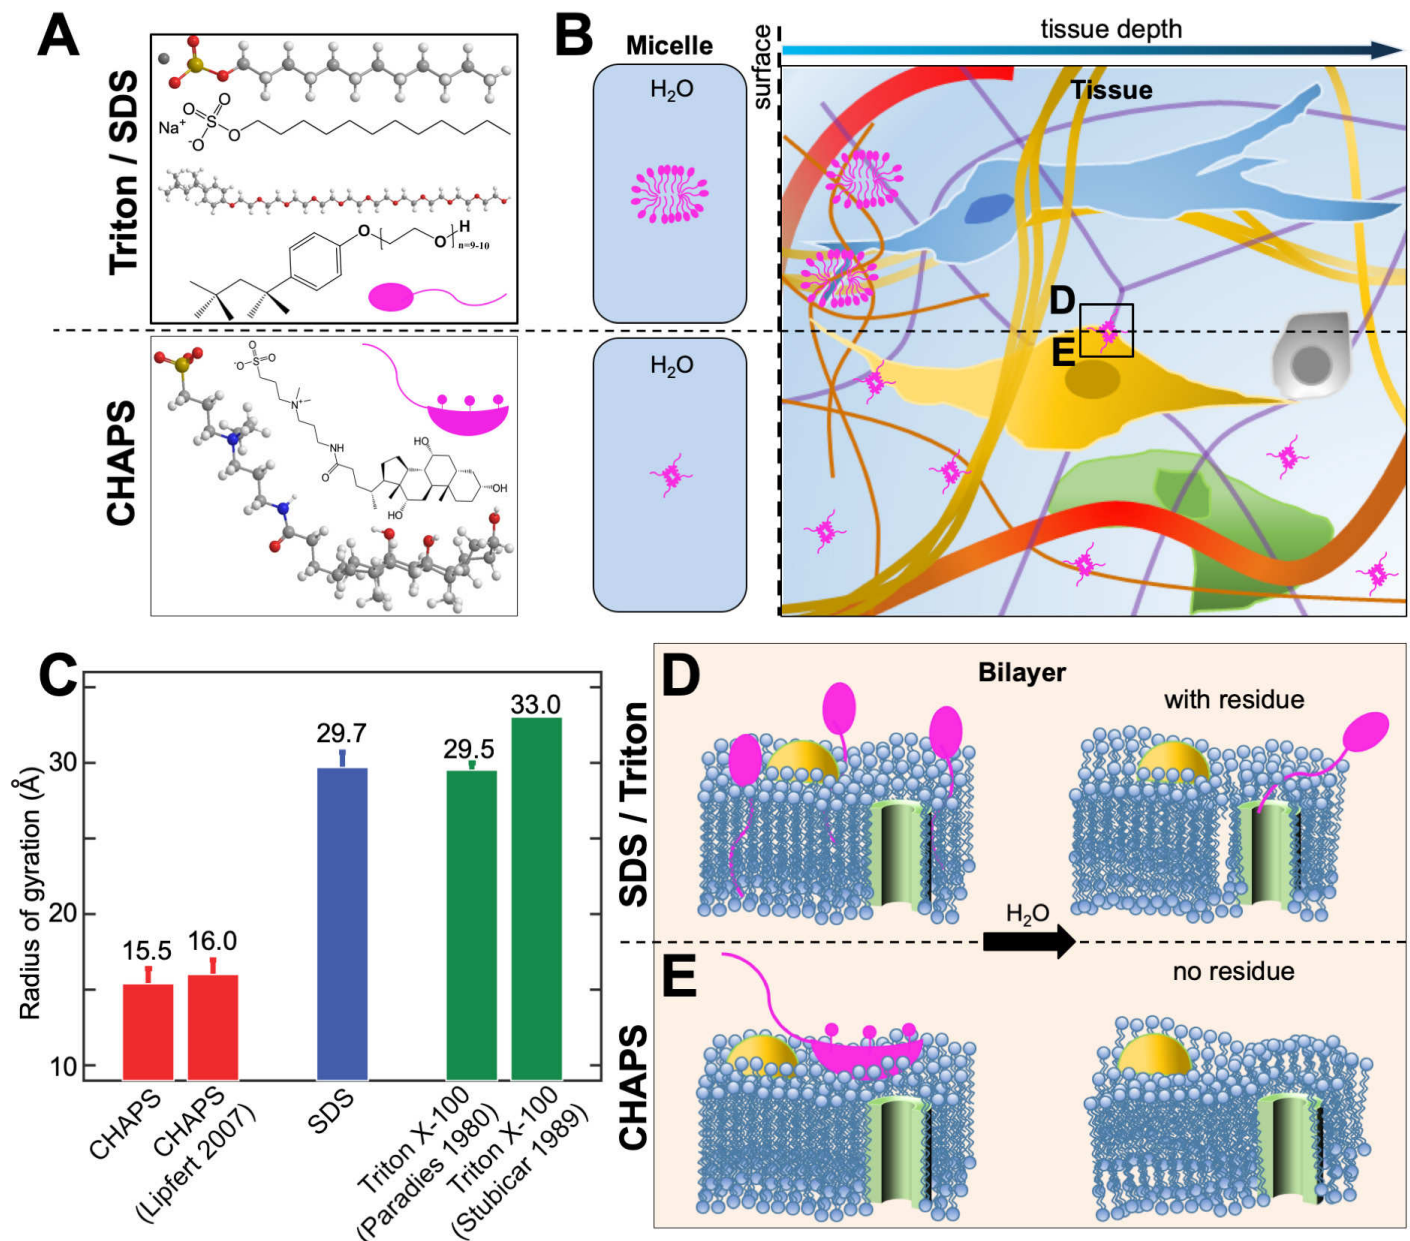 A
Triton / SDS
Na⁺
O
O
S
⁻O
O
O
O
H
n=9-10
CHAPS
O
⁻O
S
O
N⁺
NH
O
HO
OH
HO
B
Micelle
surface
tissue depth
H₂O
Tissue
D
E
H₂O
C
Radius of gyration (Å)
30
20
10
15.5
16.0
29.7
29.5
33.0
CHAPS
CHAPS
(Lipfert 2007)
SDS
Triton X-100
(Paradies 1980)
Triton X-100
(Stubicar 1989)
D
SDS / Triton
Bilayer
with residue
H₂O
E
CHAPS
no residue